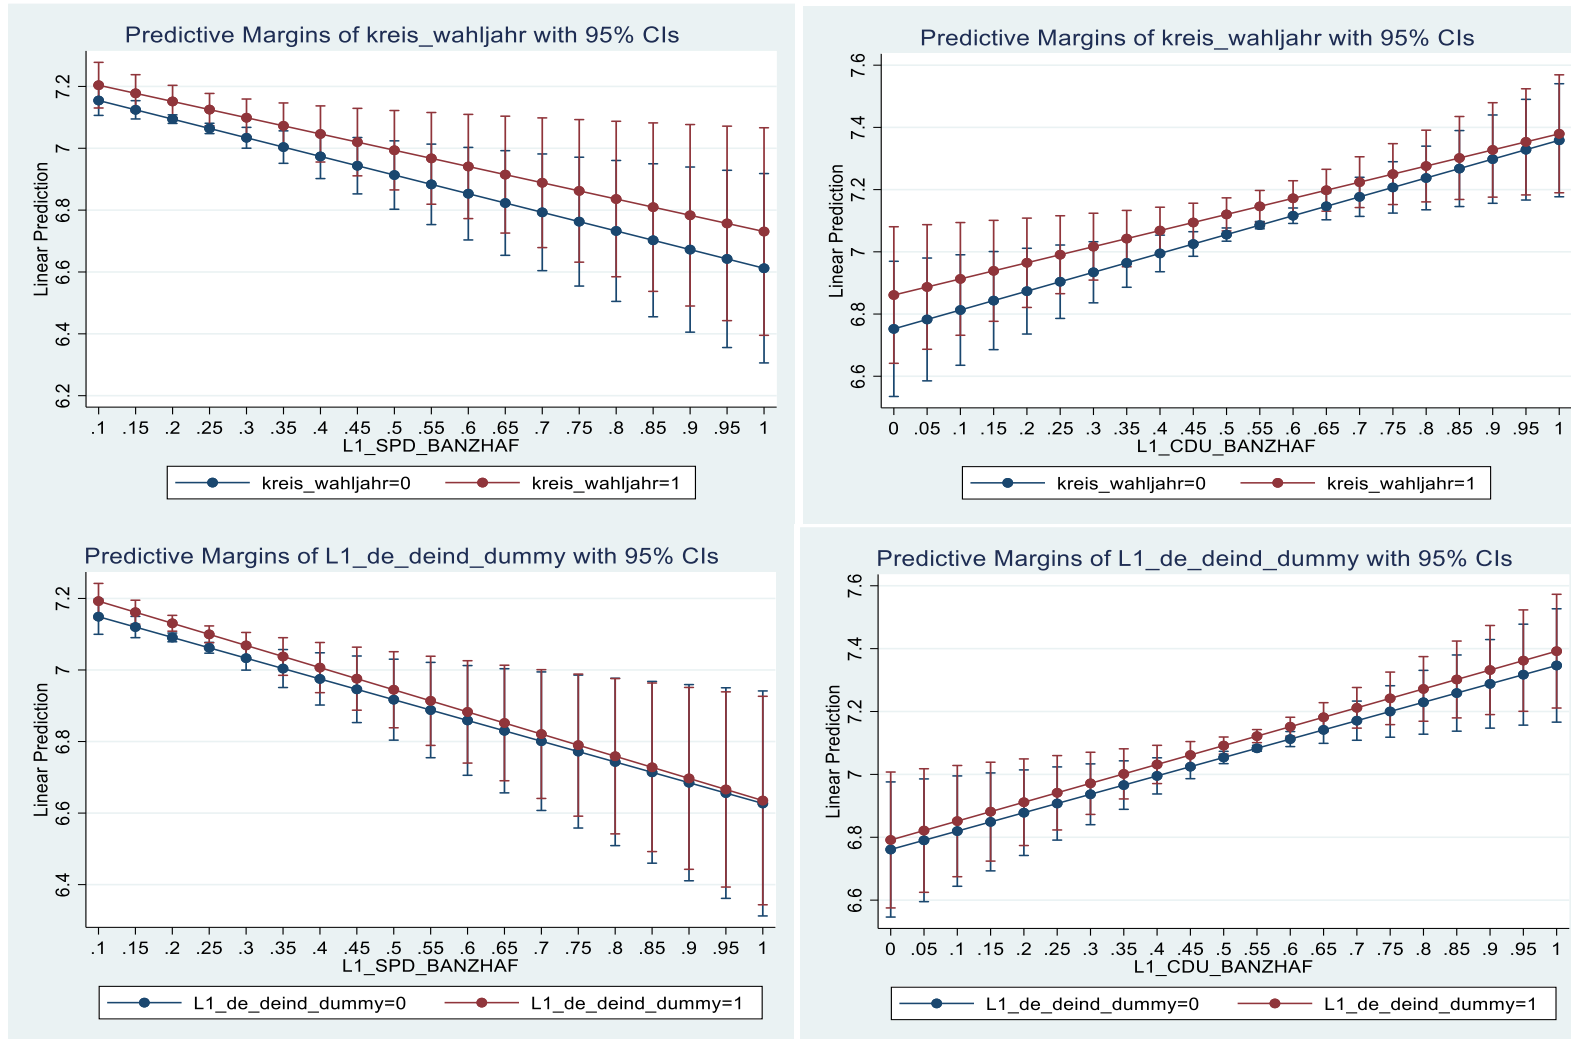 Predictive Margins of kreis_wahljahr with 95% CIs
Linear Prediction
7.2
7
6.8
6.6
6.4
6.2
.1 .15 .2 .25 .3 .35 .4 .45 .5 .55 .6 .65 .7 .75 .8 .85 .9 .95 1
L1_SPD_BANZHAF
kreis_wahljahr=0 kreis_wahljahr=1
Predictive Margins of kreis_wahljahr with 95% CIs
Linear Prediction
7.6
7.4
7.2
7
6.8
6.6
0 .05 .1 .15 .2 .25 .3 .35 .4 .45 .5 .55 .6 .65 .7 .75 .8 .85 .9 .95 1
L1_CDU_BANZHAF
kreis_wahljahr=0 kreis_wahljahr=1
Predictive Margins of L1_de_deind_dummy with 95% CIs
Linear Prediction
7.2
7
6.8
6.6
6.4
.1 .15 .2 .25 .3 .35 .4 .45 .5 .55 .6 .65 .7 .75 .8 .85 .9 .95 1
L1_SPD_BANZHAF
L1_de_deind_dummy=0 L1_de_deind_dummy=1
Predictive Margins of L1_de_deind_dummy with 95% CIs
Linear Prediction
7.6
7.4
7.2
7
6.8
6.6
0 .05 .1 .15 .2 .25 .3 .35 .4 .45 .5 .55 .6 .65 .7 .75 .8 .85 .9 .95 1
L1_CDU_BANZHAF
L1_de_deind_dummy=0 L1_de_deind_dummy=1